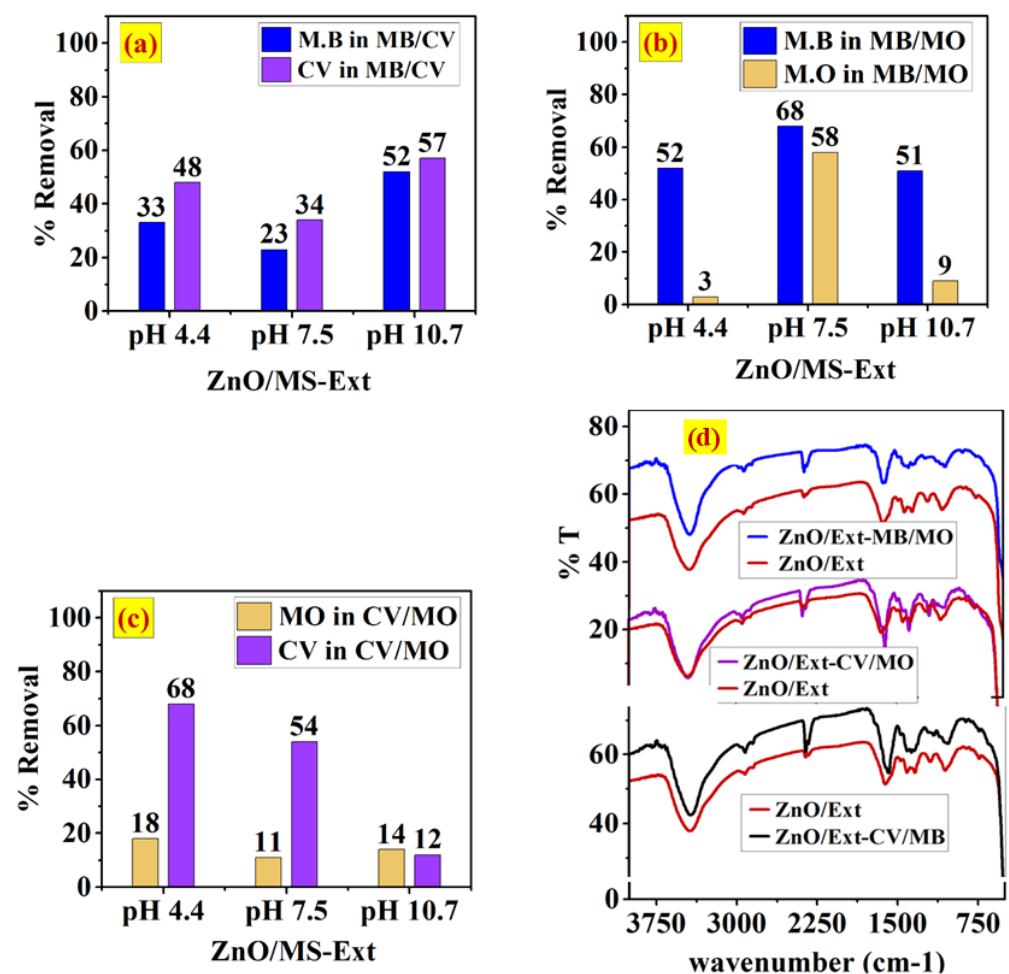 (a)
M.B in MB/CV
CV in MB/CV
% Removal
100
80
60
40
20
0
33
48
23
34
52
57
pH 4.4
pH 7.5
pH 10.7
ZnO/MS-Ext
(b)
M.B in MB/MO
M.O in MB/MO
% Removal
100
80
60
40
20
0
52
3
68
58
51
9
pH 4.4
pH 7.5
pH 10.7
ZnO/MS-Ext
(c)
MO in CV/MO
CV in CV/MO
% Removal
100
80
60
40
20
0
18
68
11
54
14
12
pH 4.4
pH 7.5
pH 10.7
ZnO/MS-Ext
(d)
% T
80
60
40
20
60
40
0
ZnO/Ext-MB/MO
ZnO/Ext
ZnO/Ext-CV/MO
ZnO/Ext
ZnO/Ext
ZnO/Ext-CV/MB
3750
3000
2250
1500
750
wavenumber (cm-1)